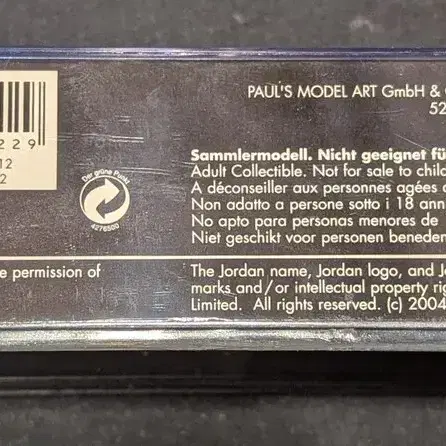 PAUL'S MODEL ART GmbH &
52
229
12
2
Der grüne Punkt
4276500
Sammlermodell. Nicht geeignet fü
Adult Collectible. Not for sale to chil
A déconseiller aux personnes agées
Non adatto a persone sotto i 18 ann
No apto para personas menores de
Niet geschikt voor personen beneden
e permission of
The Jordan name, Jordan logo, and J
marks and/or intellectual property ri
Limited. All rights reserved. (c) 2004